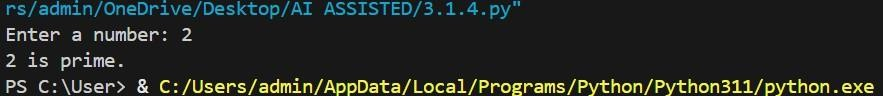 rs/admin/OneDrive/Desktop/AI ASSISTED/3.1.4.py"
Enter a number: 2
2 is prime.
PS C:\User> & C:/Users/admin/AppData/Local/Programs/Python/Python311/python.exe